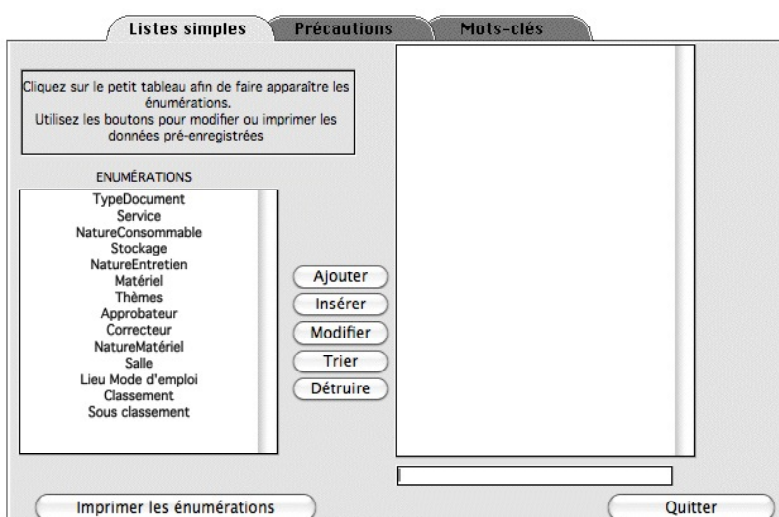 Listes simples
Précautions
Mots-clés
Cliquez sur le petit tableau afin de faire apparaître les
énumérations.
Utilisez les boutons pour modifier ou imprimer les
données pré-enregistrées
ENUMÉRATIONS
TypeDocument
Service
NatureConsommable
Stockage
NatureEntretien
Matériel
Thèmes
Approbateur
Correcteur
NatureMatériel
Salle
Lieu Mode d'emploi
Classement
Sous classement
Ajouter
Insérer
Modifier
Trier
Détruire
Imprimer les énumérations
Quitter